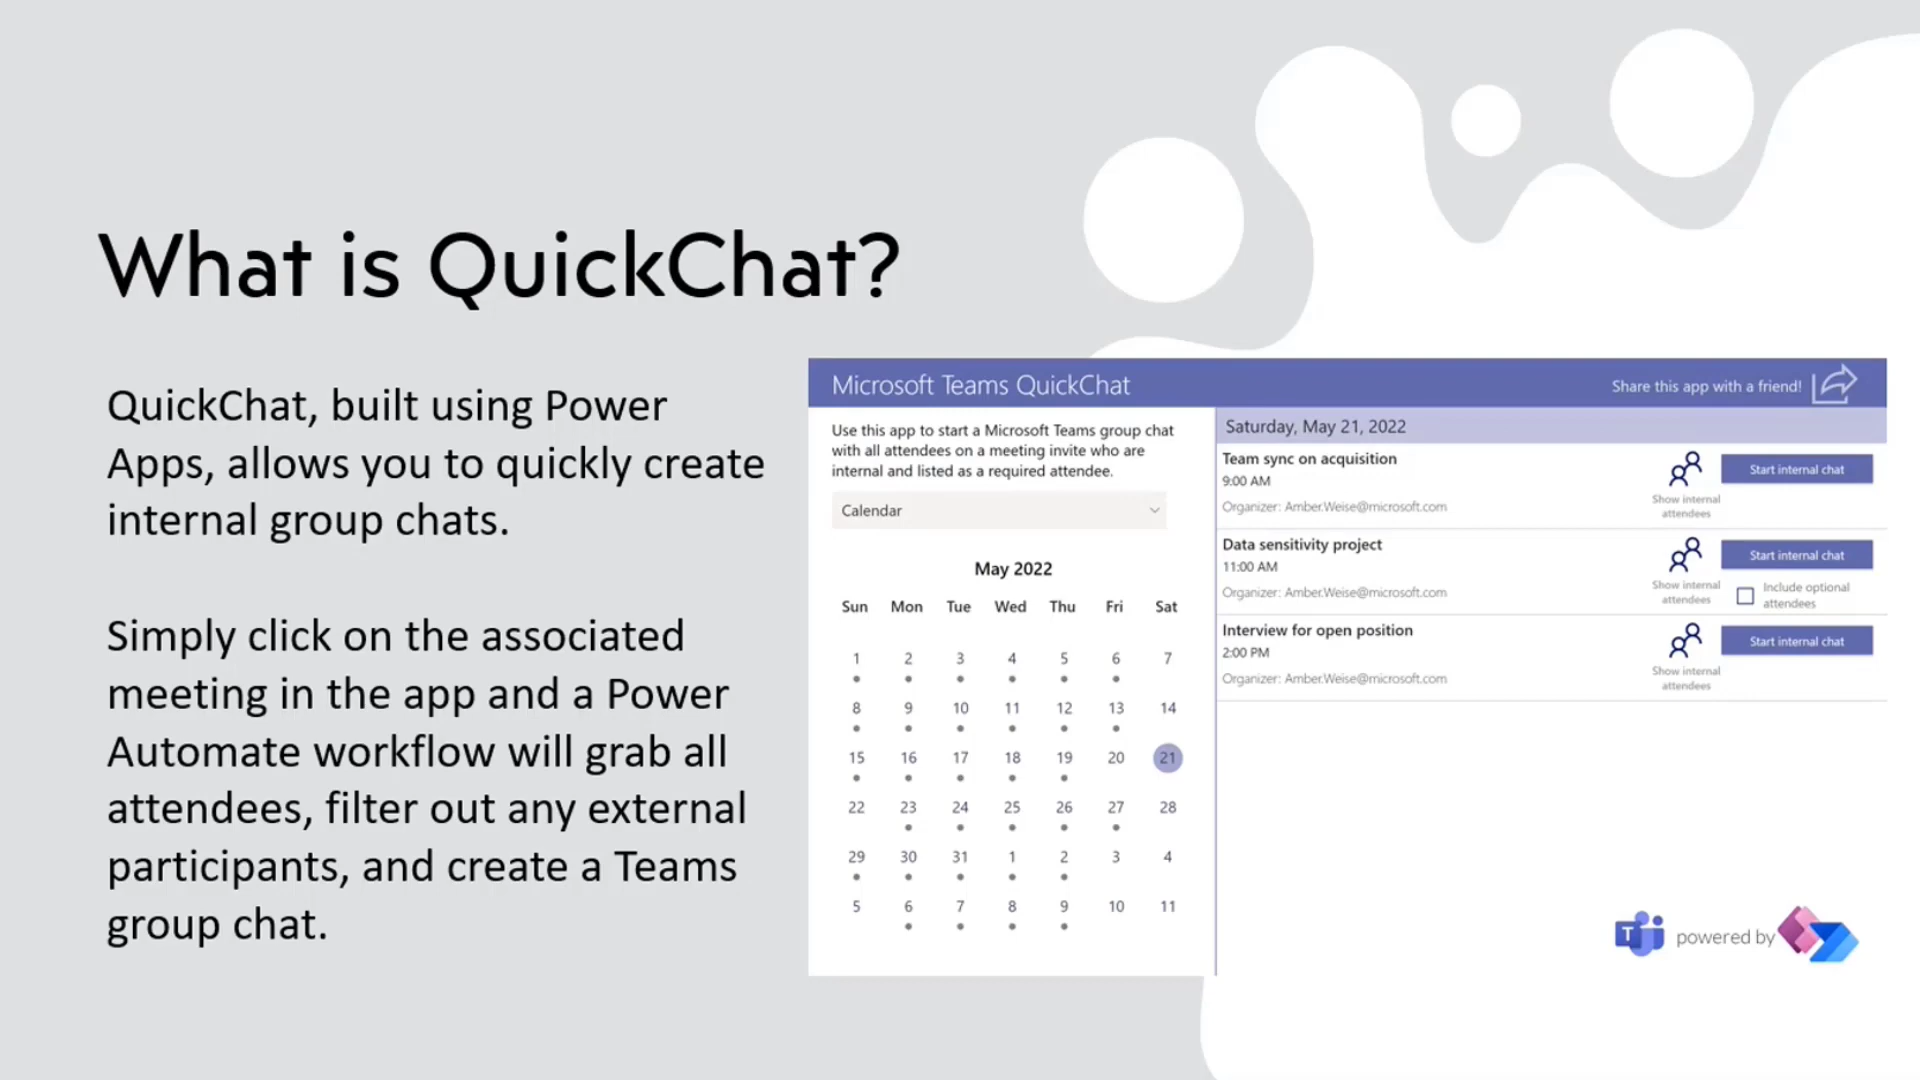 What is QuickChat?
QuickChat, built using Power
Apps, allows you to quickly create
internal group chats.
Simply click on the associated
meeting in the app and a Power
Automate workflow will grab all
attendees, filter out any external
participants, and create a Teams
group chat.
Microsoft Teams QuickChat
Share this app with a friend!
Use this app to start a Microsoft Teams group chat
with all attendees on a meeting invite who are
internal and listed as a required attendee.
Calendar
May 2022
Sun Mon Tue Wed Thu Fri Sat
1 2 3 4 5 6 7
8 9 10 11 12 13 14
15 16 17 18 19 20 21
22 23 24 25 26 27 28
29 30 31 1 2 3 4
5 6 7 8 9 10 11
Saturday, May 21, 2022
Team sync on acquisition
9:00 AM
Organizer: Amber.Weise@microsoft.com
Show internal
attendees
Start internal chat
Data sensitivity project
11:00 AM
Organizer: Amber.Weise@microsoft.com
Show internal
attendees
Start internal chat
Include optional
attendees
Interview for open position
2:00 PM
Organizer: Amber.Weise@microsoft.com
Show internal
attendees
Start internal chat
T powered by